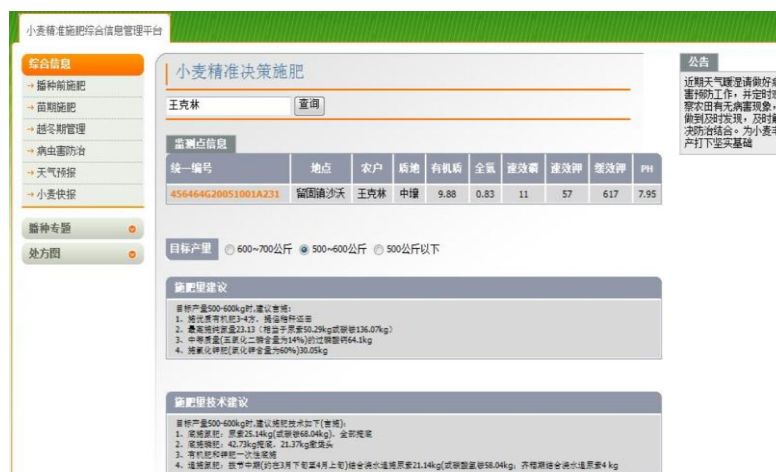 小麦精准施肥综合信息管理平台
综合信息
播种前施肥
苗期施肥
越冬期管理
病虫害防治
天气预报
小麦快报
播种专题
处方图
小麦精准决策施肥
王克林 查询
监测点信息
统一编号 地点 农户 质地 有机质 全氮 速效磷 速效钾 缓效钾 PH
456464G20051001A231 留固镇沙沃 王克林 中壤 9.88 0.83 11 57 617 7.95
目标产量 600~700公斤 500~600公斤 500公斤以下
施肥量建议
目标产量500-600kg时,建议亩施:
1、施优质有机肥3-4方，提倡秸秆还田
2、最高施纯氮量23.13（相当于尿素50.29kg或碳铵136.07kg）
3、中等质量(五氧化二磷含量为14%)的过磷酸钙64.1kg
4、施氯化钾肥(氯化钾含量为60%)30.05kg
施肥量技术建议
目标产量500-600kg时,建议施肥技术如下(亩施):
1、底施氮肥：尿素25.14kg(或碳铵68.04kg)、全部掩底
2、底施磷肥：42.73kg掩底、21.37kg撒垡头
3、有机肥和钾肥一次性底施
4、追施氮肥：拔节中期(约在3月下旬至4月上旬)结合浇水追施尿素21.14kg(或碳酸氢铵58.04kg；齐穗期结合浇水追尿素4 kg
公告
近期天气暖湿请做好病
害预防工作，并定时观
察农田有无病害现象，
做到及时发现，及时解
决防治结合。为小麦丰
产打下坚实基础